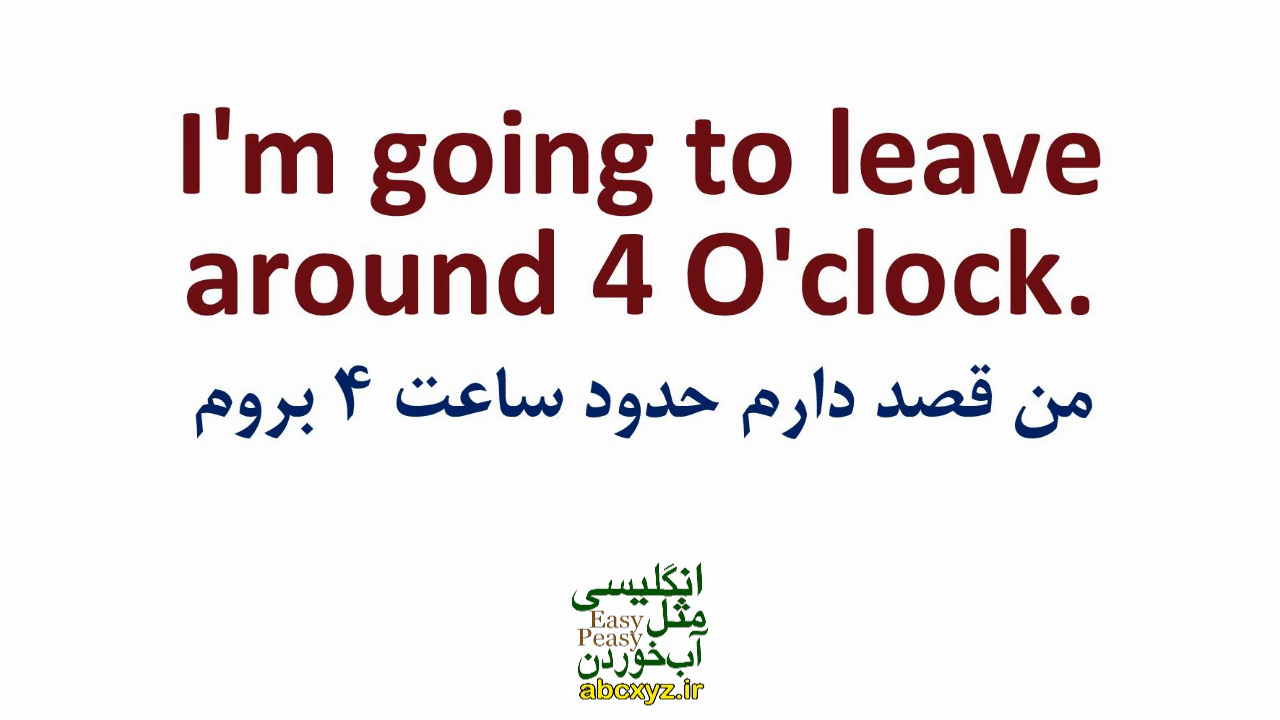 I'm going to leave
around 4 O'clock.
من قصد دارم حدود ساعت ۴ بروم
انگلیسی
مثل
Easy
Peasy
آب‌خوردن
abcxyz.ir